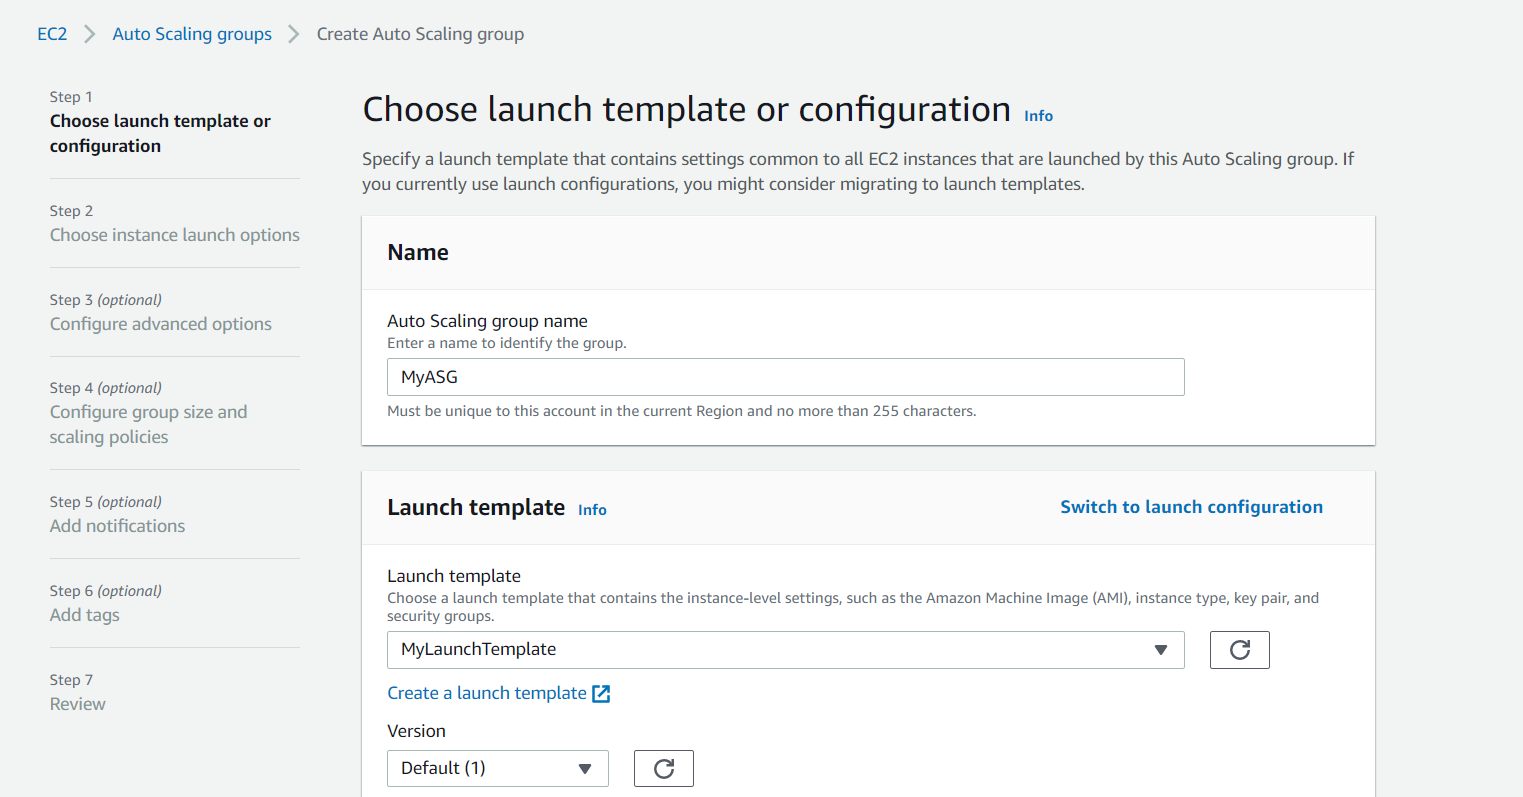 EC2 > Auto Scaling groups > Create Auto Scaling group
Step 1
Choose launch template or
configuration
Step 2
Choose instance launch options
Step 3 (optional)
Configure advanced options
Step 4 (optional)
Configure group size and
scaling policies
Step 5 (optional)
Add notifications
Step 6 (optional)
Add tags
Step 7
Review
Choose launch template or configuration Info
Specify a launch template that contains settings common to all EC2 instances that are launched by this Auto Scaling group. If
you currently use launch configurations, you might consider migrating to launch templates.
Name
Auto Scaling group name
Enter a name to identify the group.
MyASG
Must be unique to this account in the current Region and no more than 255 characters.
Launch template Info
Switch to launch configuration
Launch template
Choose a launch template that contains the instance-level settings, such as the Amazon Machine Image (AMI), instance type, key pair, and
security groups.
MyLaunchTemplate
Create a launch template
Version
Default (1)